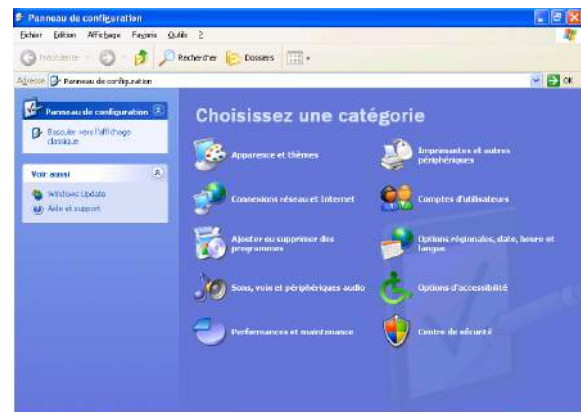 Panneau de configuration
Fichier Edition Affichage Favoris Outils ?
Précédente Rechercher Dossiers
Adresse Panneau de configuration OK
Panneau de configuration
Basculer vers l'affichage
classique
Voir aussi
Windows Update
Aide et support
Choisissez une catégorie
Apparence et thèmes
Imprimantes et autres
périphériques
Connexions réseau et Internet
Comptes d'utilisateurs
Ajouter ou supprimer des
programmes
Options régionales, date, heure et
langue
Sons, voix et périphériques audio
Options d'accessibilité
Performances et maintenance
Centre de sécurité